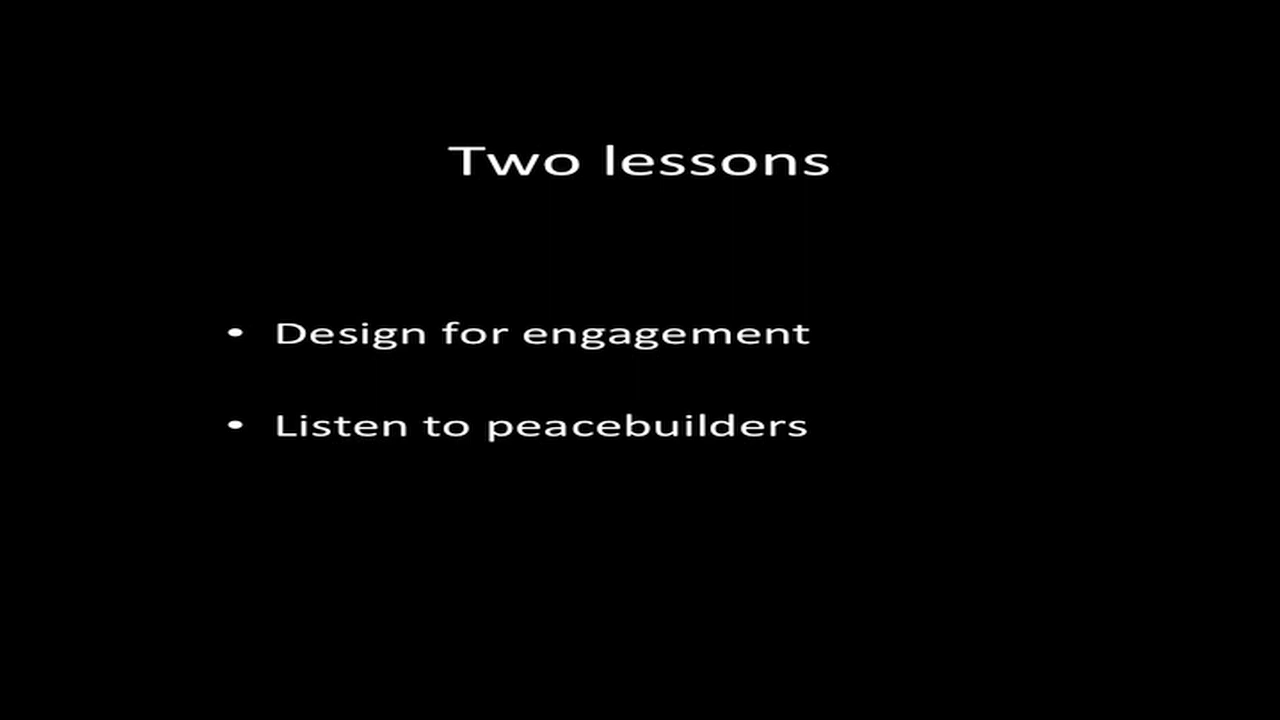 Two lessons
• Design for engagement
• Listen to peacebuilders